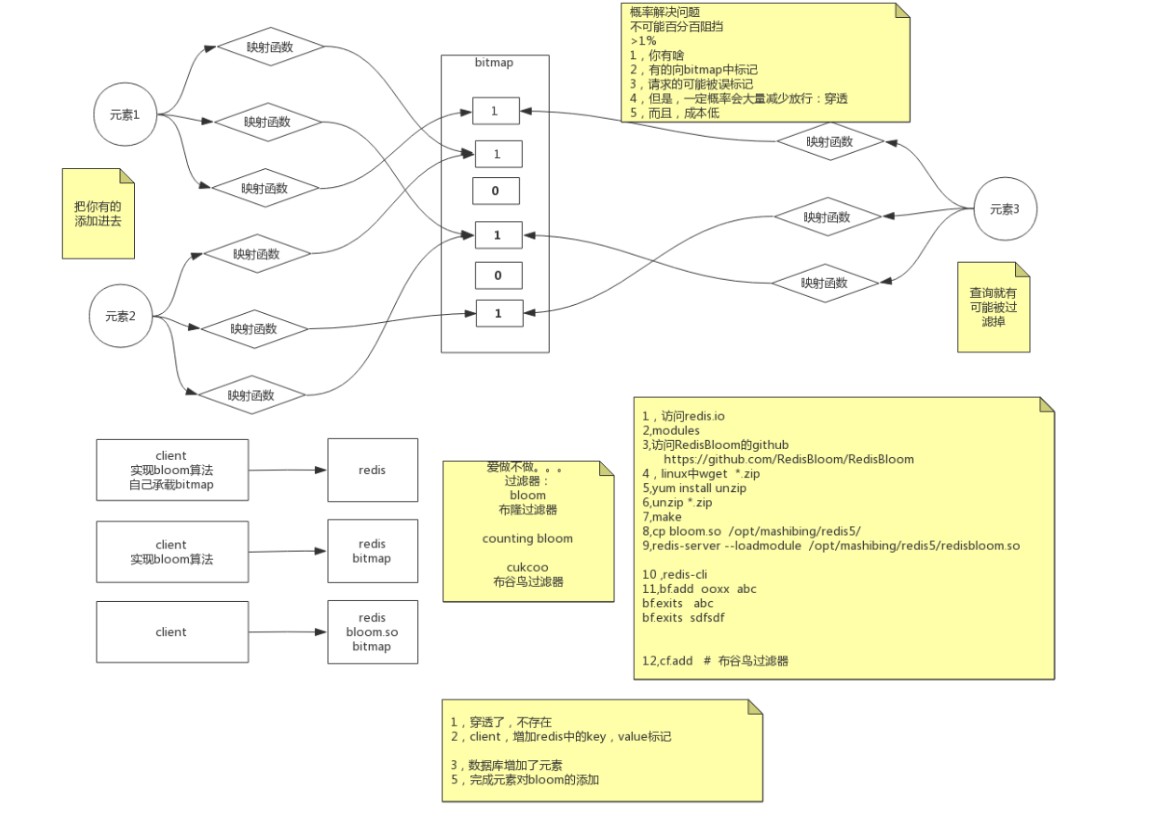 概率解决问题
不可能百分百阻挡
>1%
1，你有啥
2，有的向bitmap中标记
3，请求的可能被误标记
4，但是，一定概率会大量减少放行：穿透
5，而且，成本低
映射函数
bitmap
元素1
映射函数
1
映射函数
映射函数
1
把你有的
添加进去
0
元素3
映射函数
映射函数
1
映射函数
0
映射函数
查询就有
可能被过
滤掉
元素2
映射函数
1
映射函数
client
实现bloom算法
自己承载bitmap
redis
client
实现bloom算法
redis
bitmap
client
redis
bloom.so
bitmap
爱做不做。。。
过滤器：
bloom
布隆过滤器
counting bloom
cukcoo
布谷鸟过滤器
1，访问redis.io
2,modules
3,访问RedisBloom的github
https://github.com/RedisBloom/RedisBloom
4，linux中wget  *.zip
5,yum install unzip
6,unzip *.zip
7,make
8,cp bloom.so  /opt/mashibing/redis5/
9,redis-server --loadmodule  /opt/mashibing/redis5/redisbloom.so
10 ,redis-cli
11,bf.add  ooxx  abc
bf.exits   abc
bf.exits  sdfsdf
12,cf.add   #  布谷鸟过滤器
1，穿透了，不存在
2，client，增加redis中的key，value标记
3，数据库增加了元素
5，完成元素对bloom的添加